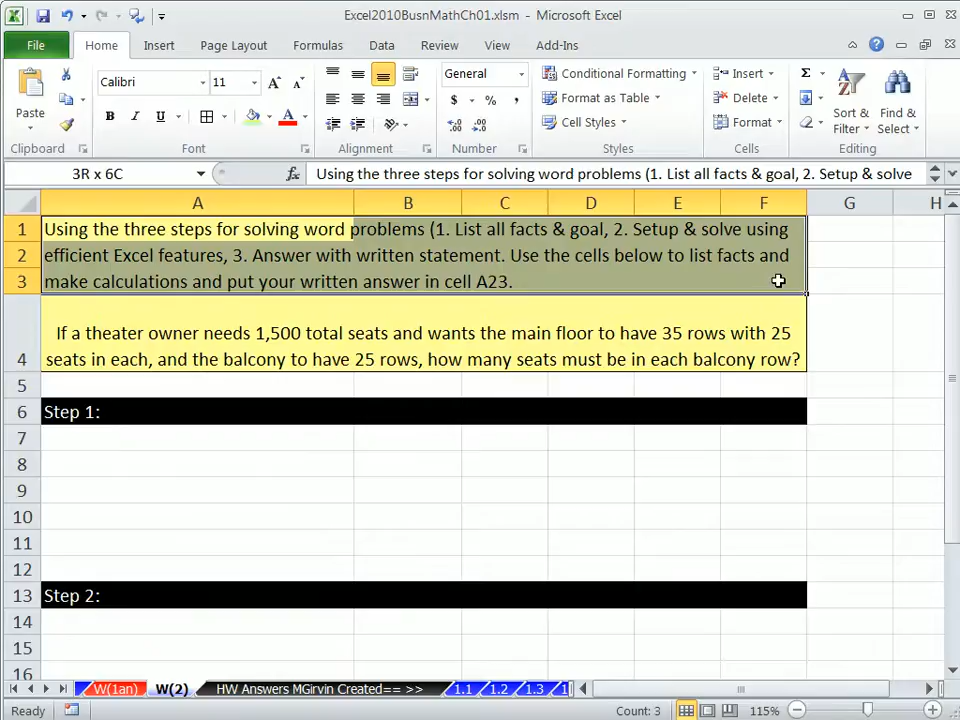 Excel2010BusnMathCh01.xlsm - Microsoft Excel
File Home Insert Page Layout Formulas Data Review View Add-Ins
Paste
Calibri 11
General
Conditional Formatting
Format as Table
Cell Styles
Insert
Delete
Format
Sort & Filter
Find & Select
Clipboard Font Alignment Number Styles Cells Editing
3R x 6C
Using the three steps for solving word problems (1. List all facts & goal, 2. Setup & solve
A B C D E F G H
1 Using the three steps for solving word problems (1. List all facts & goal, 2. Setup & solve using
2 efficient Excel features, 3. Answer with written statement. Use the cells below to list facts and
3 make calculations and put your written answer in cell A23.
If a theater owner needs 1,500 total seats and wants the main floor to have 35 rows with 25
4 seats in each, and the balcony to have 25 rows, how many seats must be in each balcony row?
5
6 Step 1:
7
8
9
10
11
12
13 Step 2:
14
15
16
W(1an) W(2) HW Answers MGirvin Created== >> 1.1 1.2 1.3 1
Ready Count: 3 115%